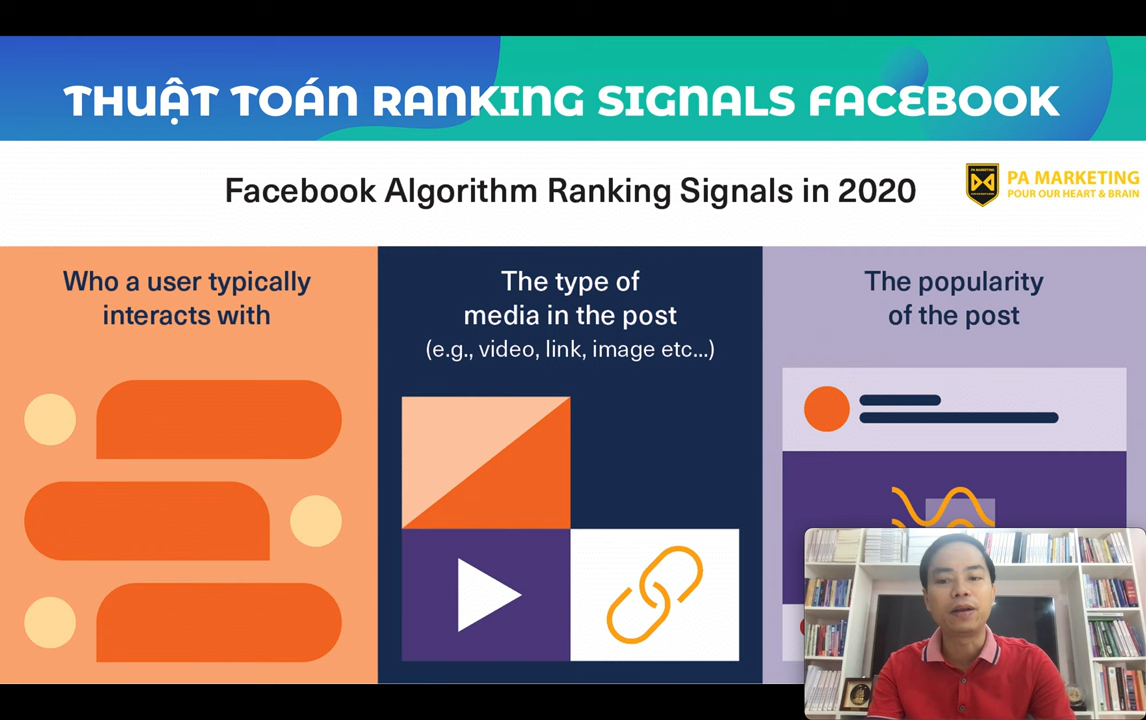 THUẬT TOÁN RANKING SIGNALS FACEBOOK
Facebook Algorithm Ranking Signals in 2020
PA MARKETING
POUR OUR HEART & BRAIN
Who a user typically
interacts with
The type of
media in the post
(e.g., video, link, image etc...)
The popularity
of the post